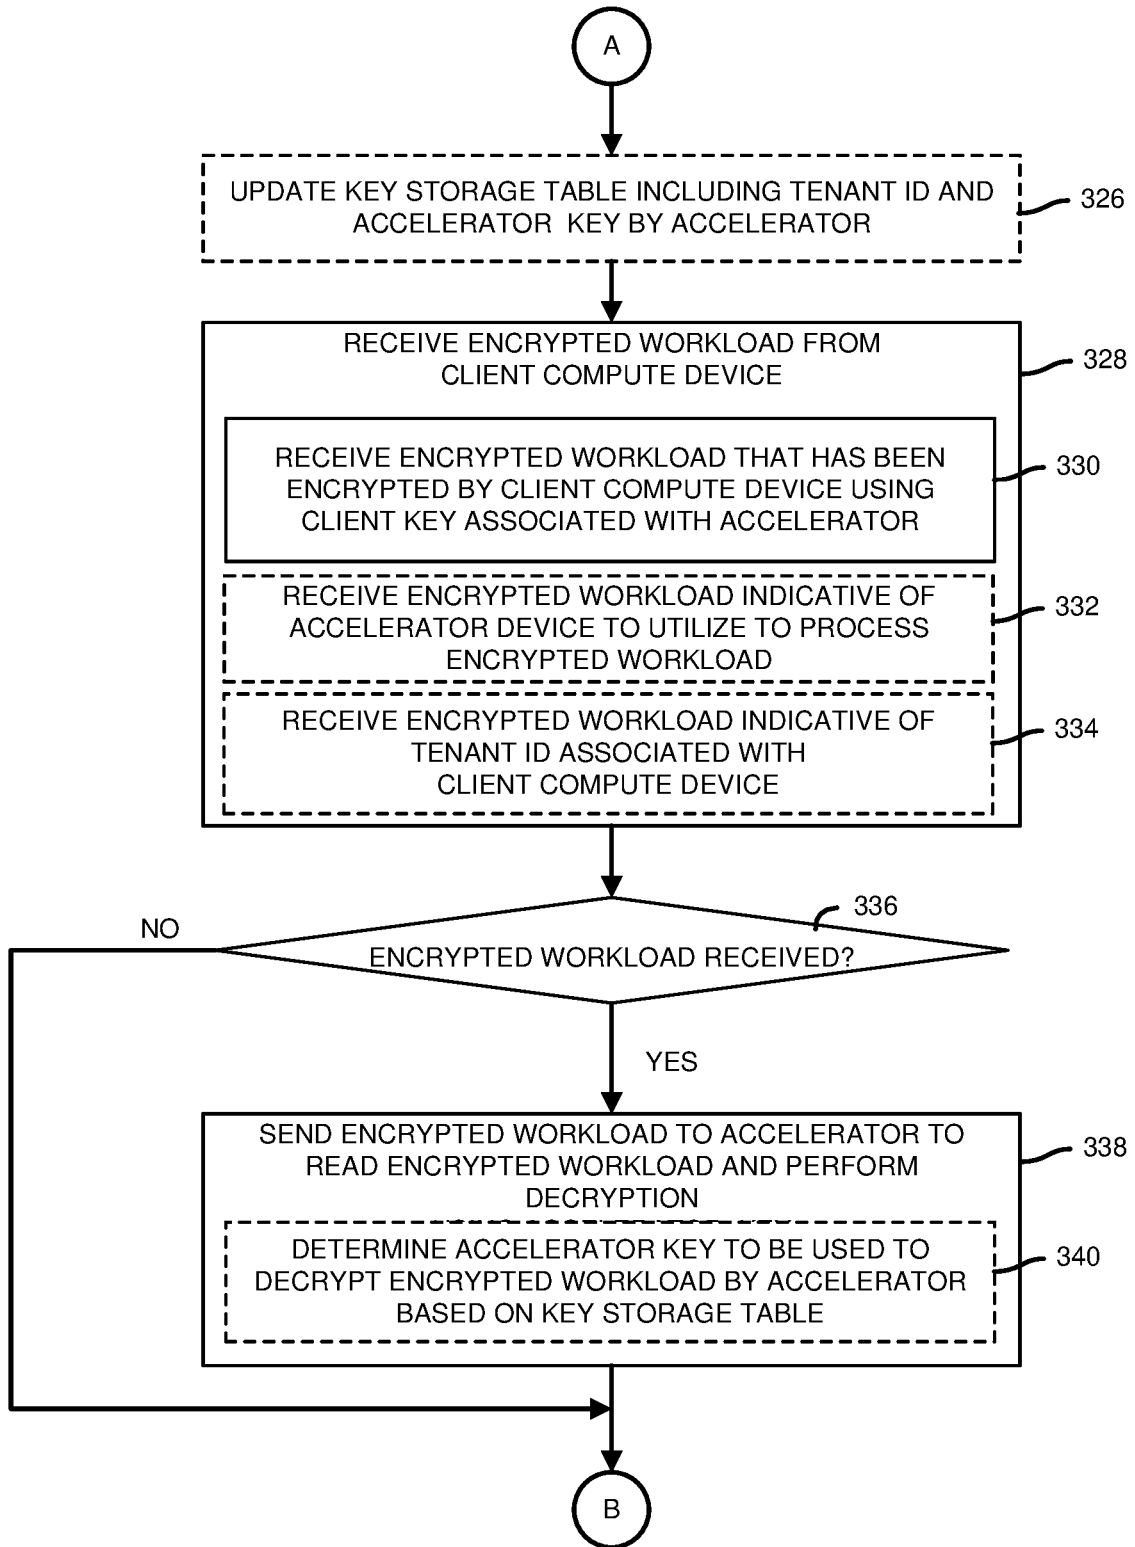 A
UPDATE KEY STORAGE TABLE INCLUDING TENANT ID AND
ACCELERATOR KEY BY ACCELERATOR
326
RECEIVE ENCRYPTED WORKLOAD FROM
CLIENT COMPUTE DEVICE
328
RECEIVE ENCRYPTED WORKLOAD THAT HAS BEEN
ENCRYPTED BY CLIENT COMPUTE DEVICE USING
CLIENT KEY ASSOCIATED WITH ACCELERATOR
330
RECEIVE ENCRYPTED WORKLOAD INDICATIVE OF
ACCELERATOR DEVICE TO UTILIZE TO PROCESS
ENCRYPTED WORKLOAD
332
RECEIVE ENCRYPTED WORKLOAD INDICATIVE OF
TENANT ID ASSOCIATED WITH
CLIENT COMPUTE DEVICE
334
336
NO
ENCRYPTED WORKLOAD RECEIVED?
YES
SEND ENCRYPTED WORKLOAD TO ACCELERATOR TO
READ ENCRYPTED WORKLOAD AND PERFORM
DECRYPTION
338
DETERMINE ACCELERATOR KEY TO BE USED TO
DECRYPT ENCRYPTED WORKLOAD BY ACCELERATOR
BASED ON KEY STORAGE TABLE
340
B